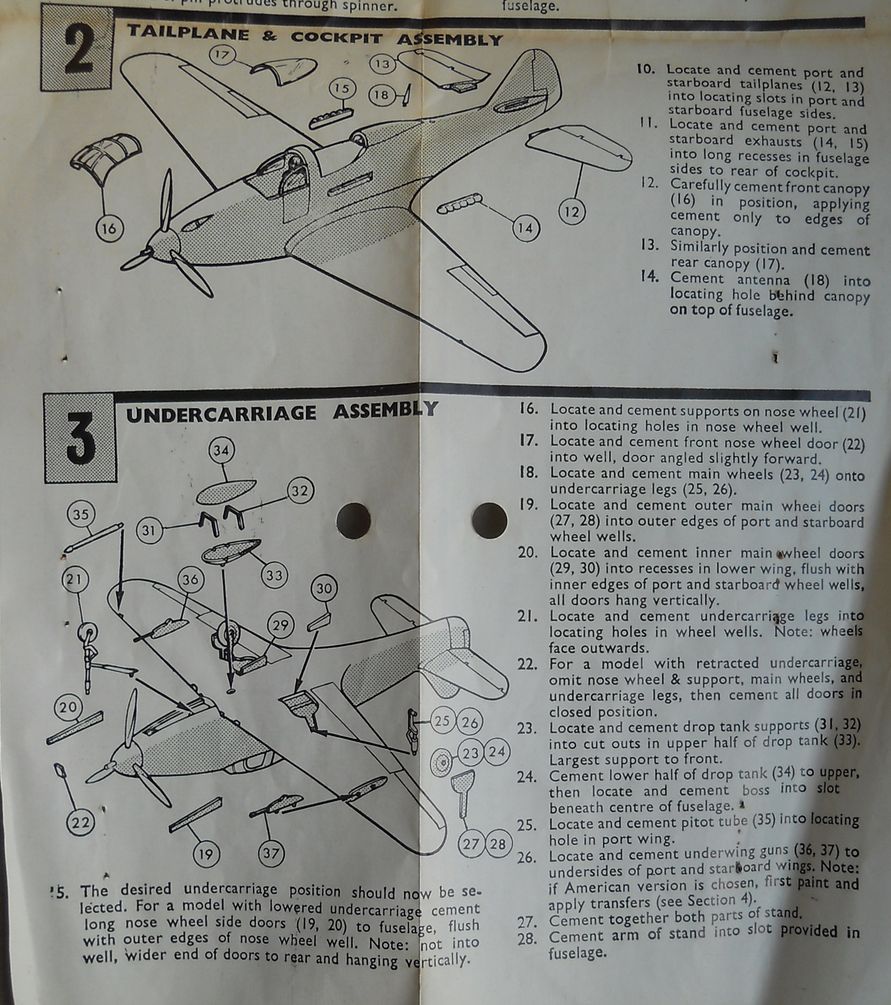 protrudes through spinner.
fuselage.
2
TAILPLANE & COCKPIT ASSEMBLY
17
13
15
18
16
14
12
10. Locate and cement port and
starboard tailplanes (12, 13)
into locating slots in port and
starboard fuselage sides.
11. Locate and cement port and
starboard exhausts (14, 15)
into long recesses in fuselage
sides to rear of cockpit.
12. Carefully cement front canopy
(16) in position, applying
cement only to edges of
canopy.
13. Similarly position and cement
rear canopy (17).
14. Cement antenna (18) into
locating hole behind canopy
on top of fuselage.
3
UNDERCARRIAGE ASSEMBLY
34
32
35
31
33
21
36
30
29
20
25 26
23 24
22
19
37
27 28
15. The desired undercarriage position should now be se-
lected. For a model with lowered undercarriage cement
long nose wheel side doors (19, 20) to fuselage, flush
with outer edges of nose wheel well. Note: not into
well, wider end of doors to rear and hanging vertically.
16. Locate and cement supports on nose wheel (21)
into locating holes in nose wheel well.
17. Locate and cement front nose wheel door (22)
into well, door angled slightly forward.
18. Locate and cement main wheels (23, 24) onto
undercarriage legs (25, 26).
19. Locate and cement outer main wheel doors
(27, 28) into outer edges of port and starboard
wheel wells.
20. Locate and cement inner main wheel doors
(29, 30) into recesses in lower wing, flush with
inner edges of port and starboard wheel wells,
all doors hang vertically.
21. Locate and cement undercarriage legs into
locating holes in wheel wells. Note: wheels
face outwards.
22. For a model with retracted undercarriage,
omit nose wheel & support, main wheels, and
undercarriage legs, then cement all doors in
closed position.
23. Locate and cement drop tank supports (31, 32)
into cut outs in upper half of drop tank (33).
Largest support to front.
24. Cement lower half of drop tank (34) to upper,
then locate and cement boss into slot
beneath centre of fuselage.
25. Locate and cement pitot tube (35) into locating
hole in port wing.
26. Locate and cement underwing guns (36, 37) to
undersides of port and starboard wings. Note:
if American version is chosen, first paint and
apply transfers (see Section 4).
27. Cement together both parts of stand.
28. Cement arm of stand into slot provided in
fuselage.